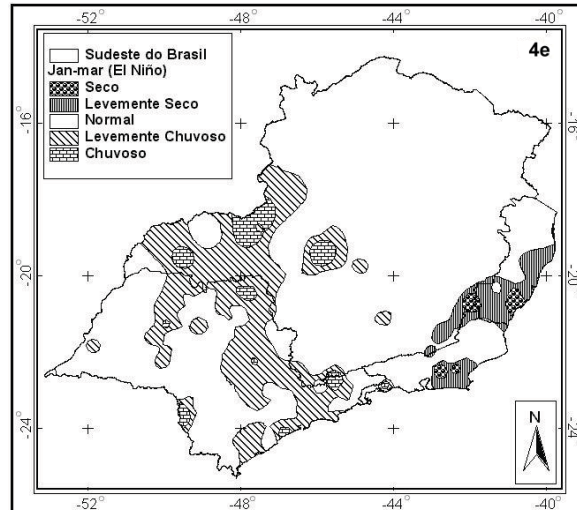 -52° -48° -44° -40°
4e
Sudeste do Brasil
Jan-mar (El Niño)
Seco
Levemente Seco
Normal
Levemente Chuvoso
Chuvoso
-16° -16°
-20° -20°
-24° -24°
N
-52 -48 -44 -40